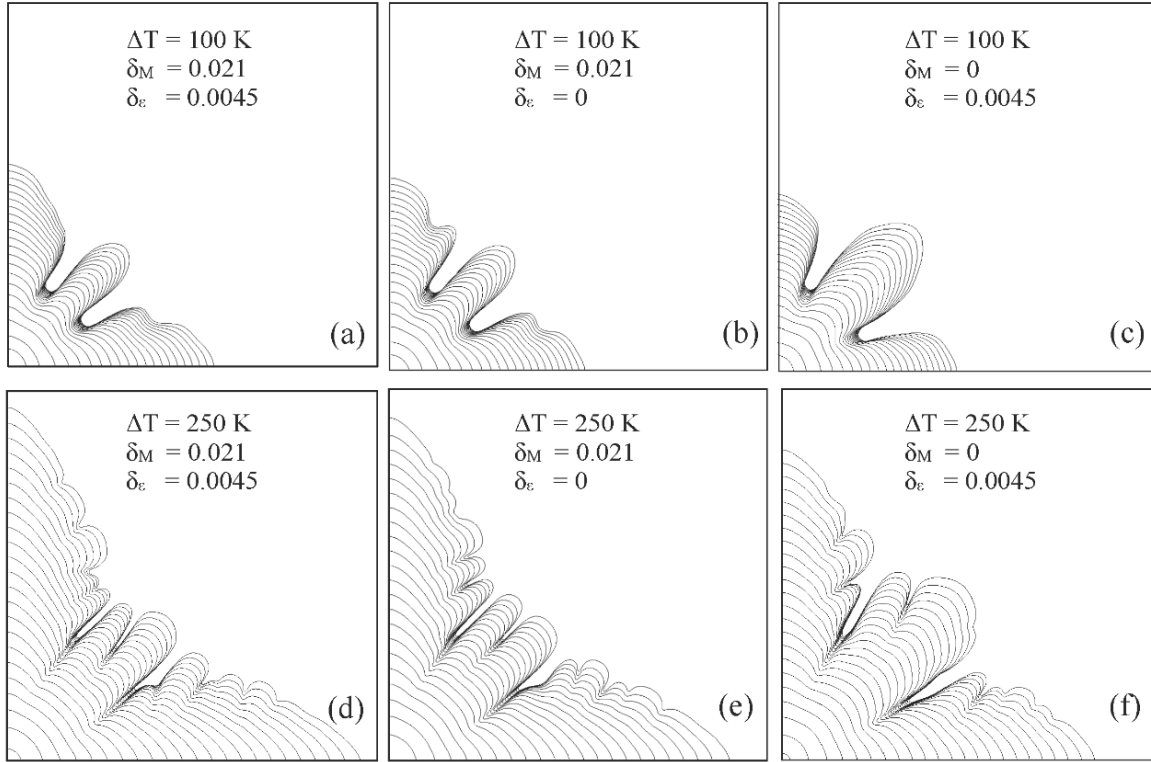 ΔT = 100 K
δM = 0.021
δε = 0.0045
(a)
ΔT = 100 K
δM = 0.021
δε = 0
(b)
ΔT = 100 K
δM = 0
δε = 0.0045
(c)
ΔT = 250 K
δM = 0.021
δε = 0.0045
(d)
ΔT = 250 K
δM = 0.021
δε = 0
(e)
ΔT = 250 K
δM = 0
δε = 0.0045
(f)